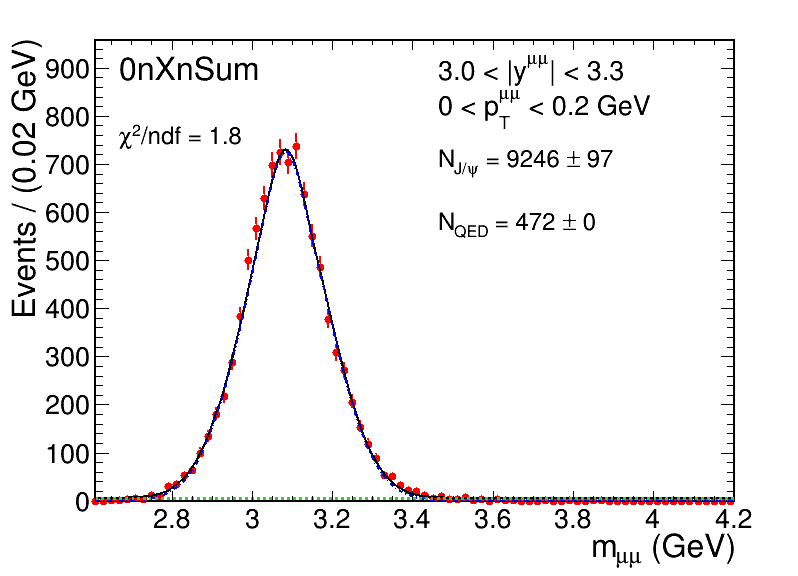 0nXnSum
3.0 < |y^μμ| < 3.3
0 < p_T^μμ < 0.2 GeV
χ²/ndf = 1.8
N_J/ψ = 9246 ± 97
N_QED = 472 ± 0
Events / (0.02 GeV)
900
800
700
600
500
400
300
200
100
0
2.8 3 3.2 3.4 3.6 3.8 4 4.2
m_μμ (GeV)